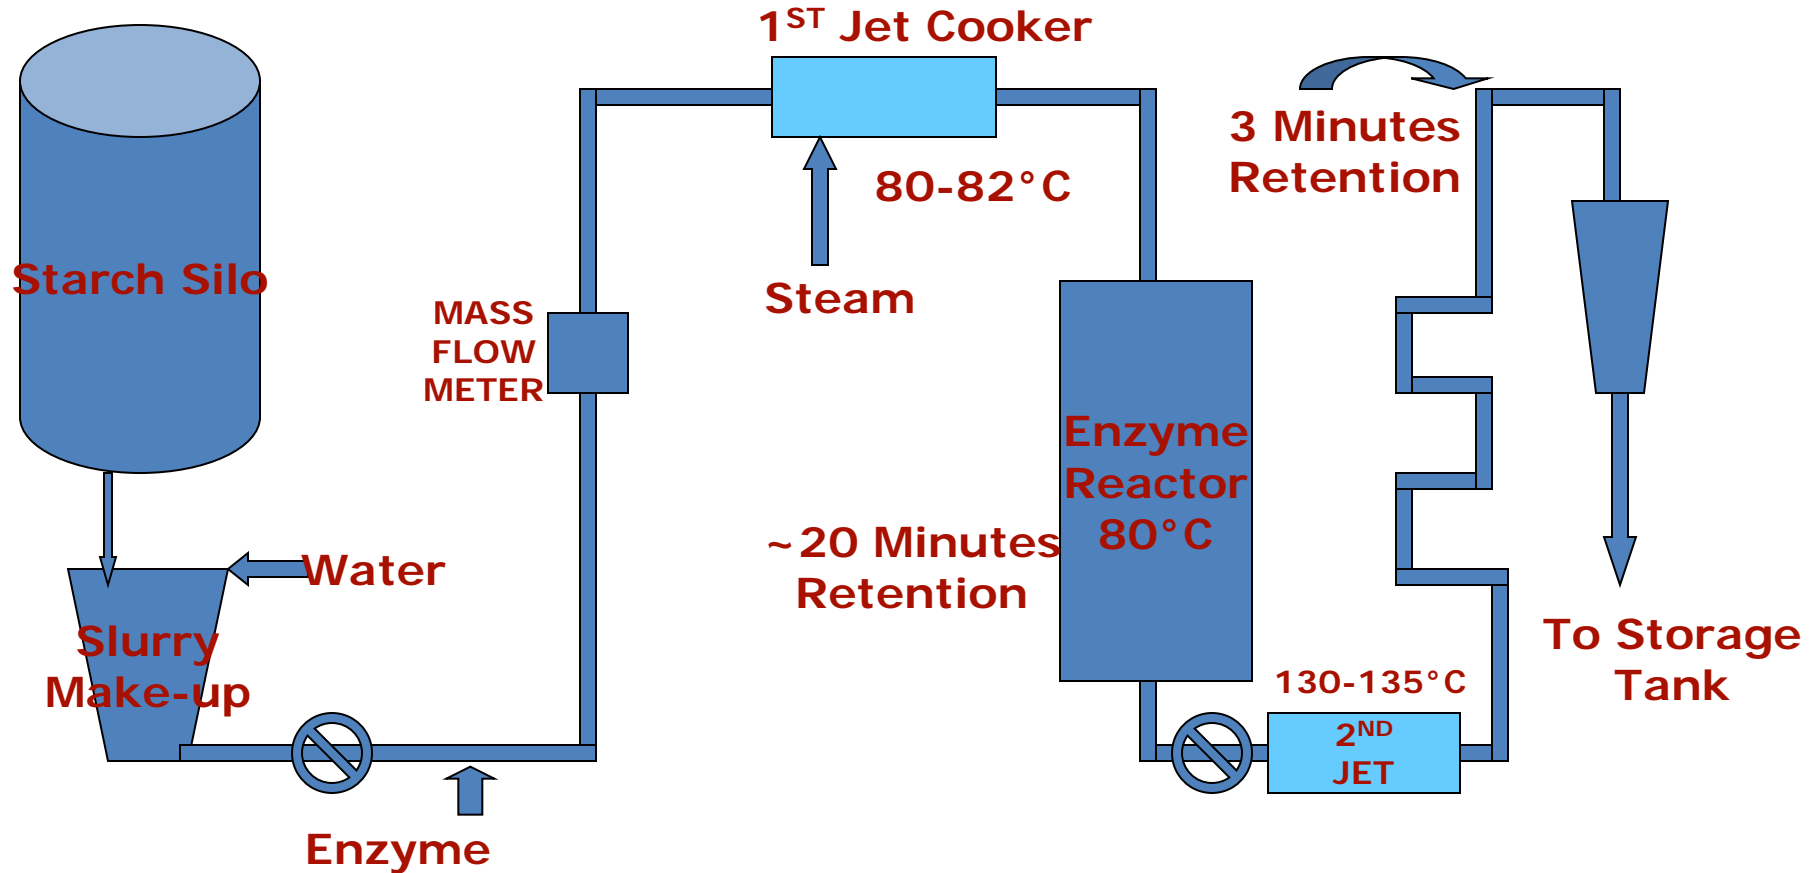 1ST Jet Cooker
3 Minutes
Retention
80-82°C
Starch Silo
Steam
MASS
FLOW
METER
Enzyme
Reactor
80°C
~20 Minutes
Retention
Water
Slurry
Make-up
To Storage
Tank
130-135°C
2ND
JET
Enzyme